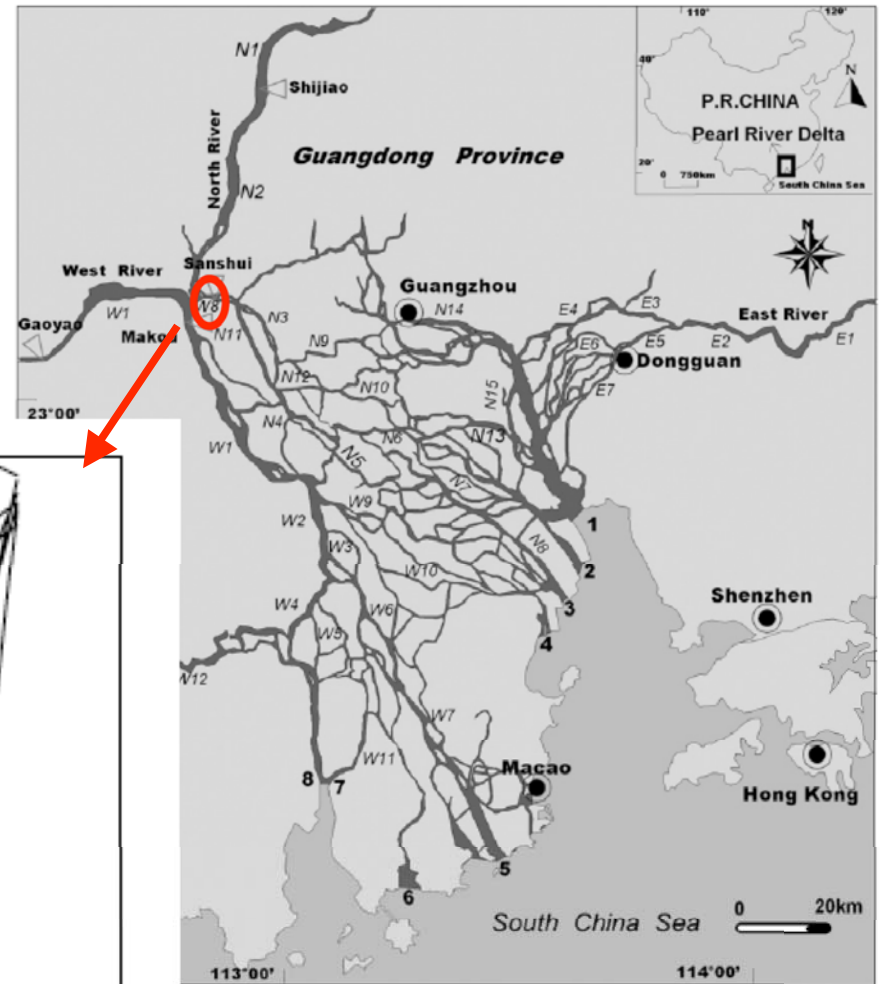 N1
Shijiao
North River
Guangdong Province
N2
110°
120°
40°
N
P.R.CHINA
Pearl River Delta
20°
0 750km
South China Sea
N
West River
Sanshui
Guangzhou
W1
W8
N3
N14
E4
E3
East River
Gaoyao
Makou
N11
N9
E6
E5
E2
E1
Dongguan
N12
N10
N15
E7
23°00'
N4
N6
N13
W1
N5
N7
W9
W2
1
N8
W3
2
W10
3
Shenzhen
W4
W6
W5
4
W12
W7
W11
Macao
8
7
Hong Kong
5
6
South China Sea
0 20km
113°00'
114°00'